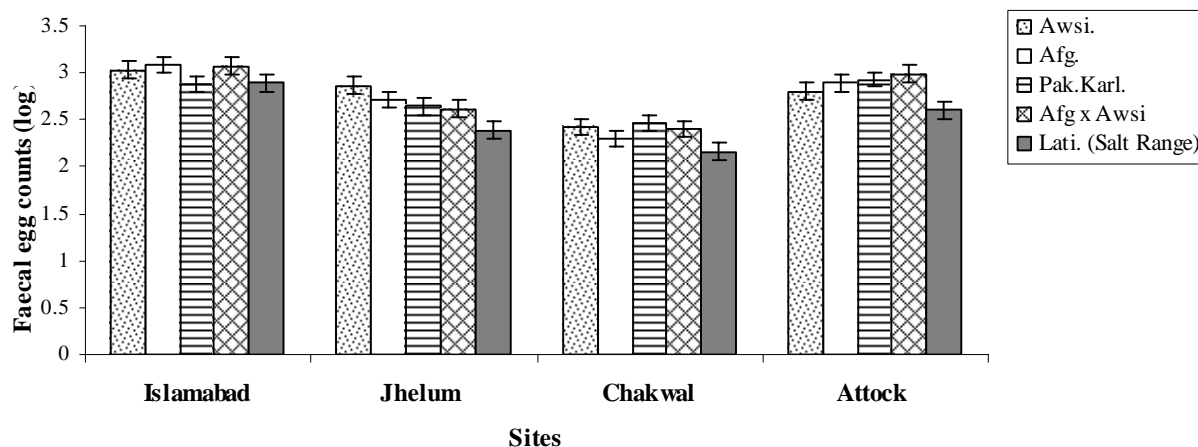 Faecal egg counts (log)
3.5
3
2.5
2
1.5
1
0.5
0
Islamabad Jhelum Chakwal Attock
Sites
Awsi.
Afg.
Pak.Karl.
Afg x Awsi
Lati. (Salt Range)